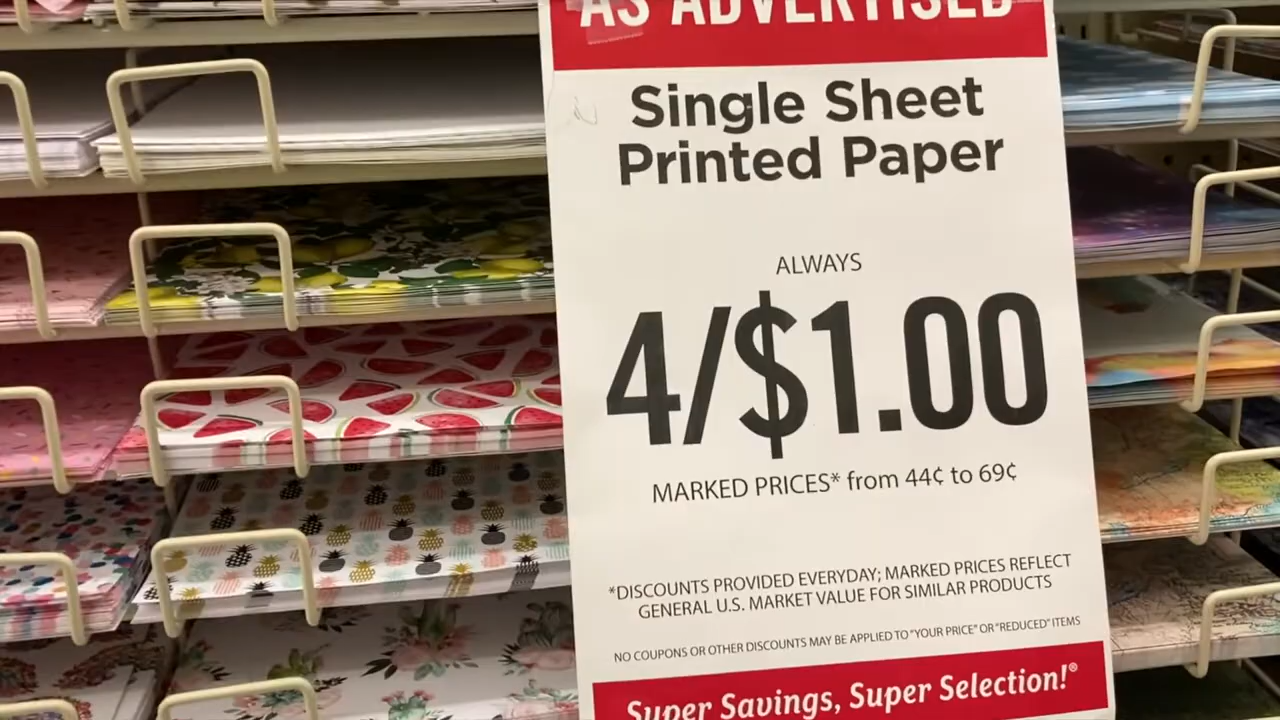 AS ADVERTISED
Single Sheet
Printed Paper
ALWAYS
4/$1.00
MARKED PRICES* from 44¢ to 69¢
*DISCOUNTS PROVIDED EVERYDAY; MARKED PRICES REFLECT
GENERAL U.S. MARKET VALUE FOR SIMILAR PRODUCTS
NO COUPONS OR OTHER DISCOUNTS MAY BE APPLIED TO "YOUR PRICE" OR "REDUCED" ITEMS
Super Savings, Super Selection!®